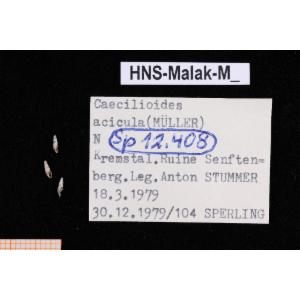 HNS-Malak-M_
Caecilioides
acicula(MÜLLER)
N Sp 12.408
Kremstal.Ruine Senften=
berg.Leg.Anton STUMMER
18.3.1979
30.12.1979/104 SPERLING